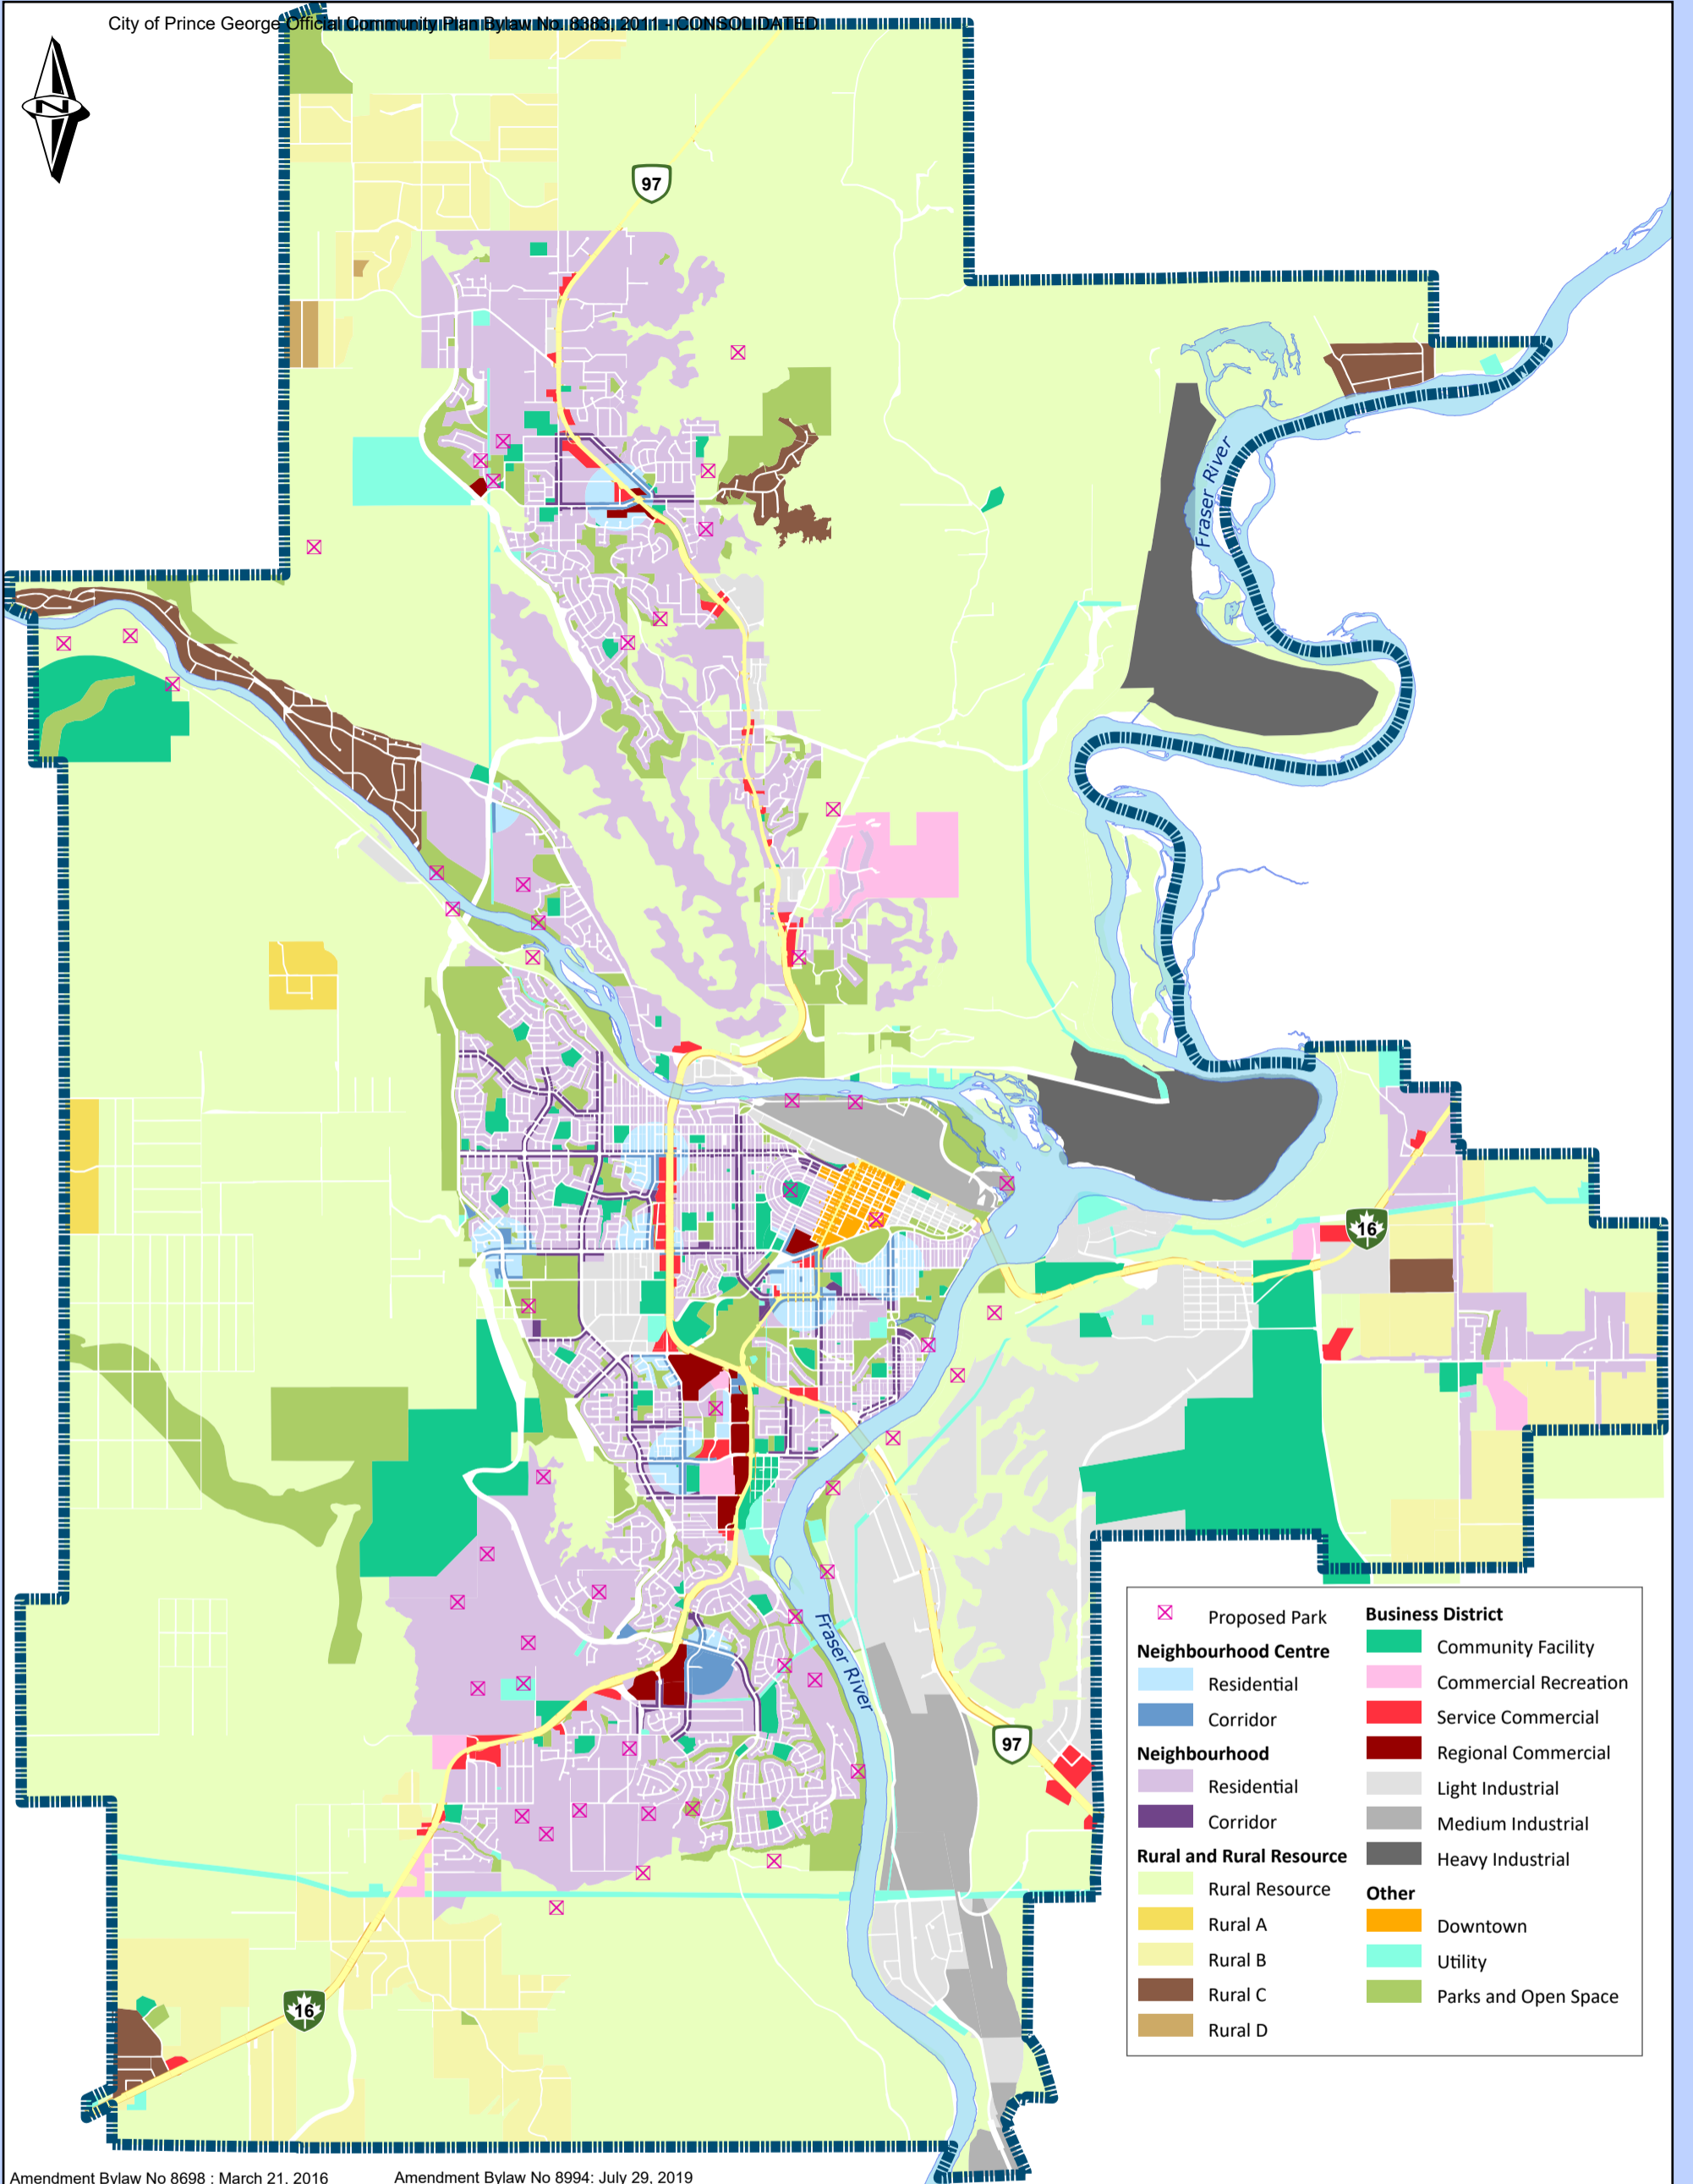 City of Prince George Official Community Plan Bylaw No. 8383, 2011 - CONSOLIDATED
N
97
Fraser River
16
Fraser River
97
16
Proposed Park
Neighbourhood Centre
Residential
Corridor
Neighbourhood
Residential
Corridor
Rural and Rural Resource
Rural Resource
Rural A
Rural B
Rural C
Rural D
Business District
Community Facility
Commercial Recreation
Service Commercial
Regional Commercial
Light Industrial
Medium Industrial
Heavy Industrial
Other
Downtown
Utility
Parks and Open Space
Amendment Bylaw No 8698 : March 21, 2016
Amendment Bylaw No 8994: July 29, 2019